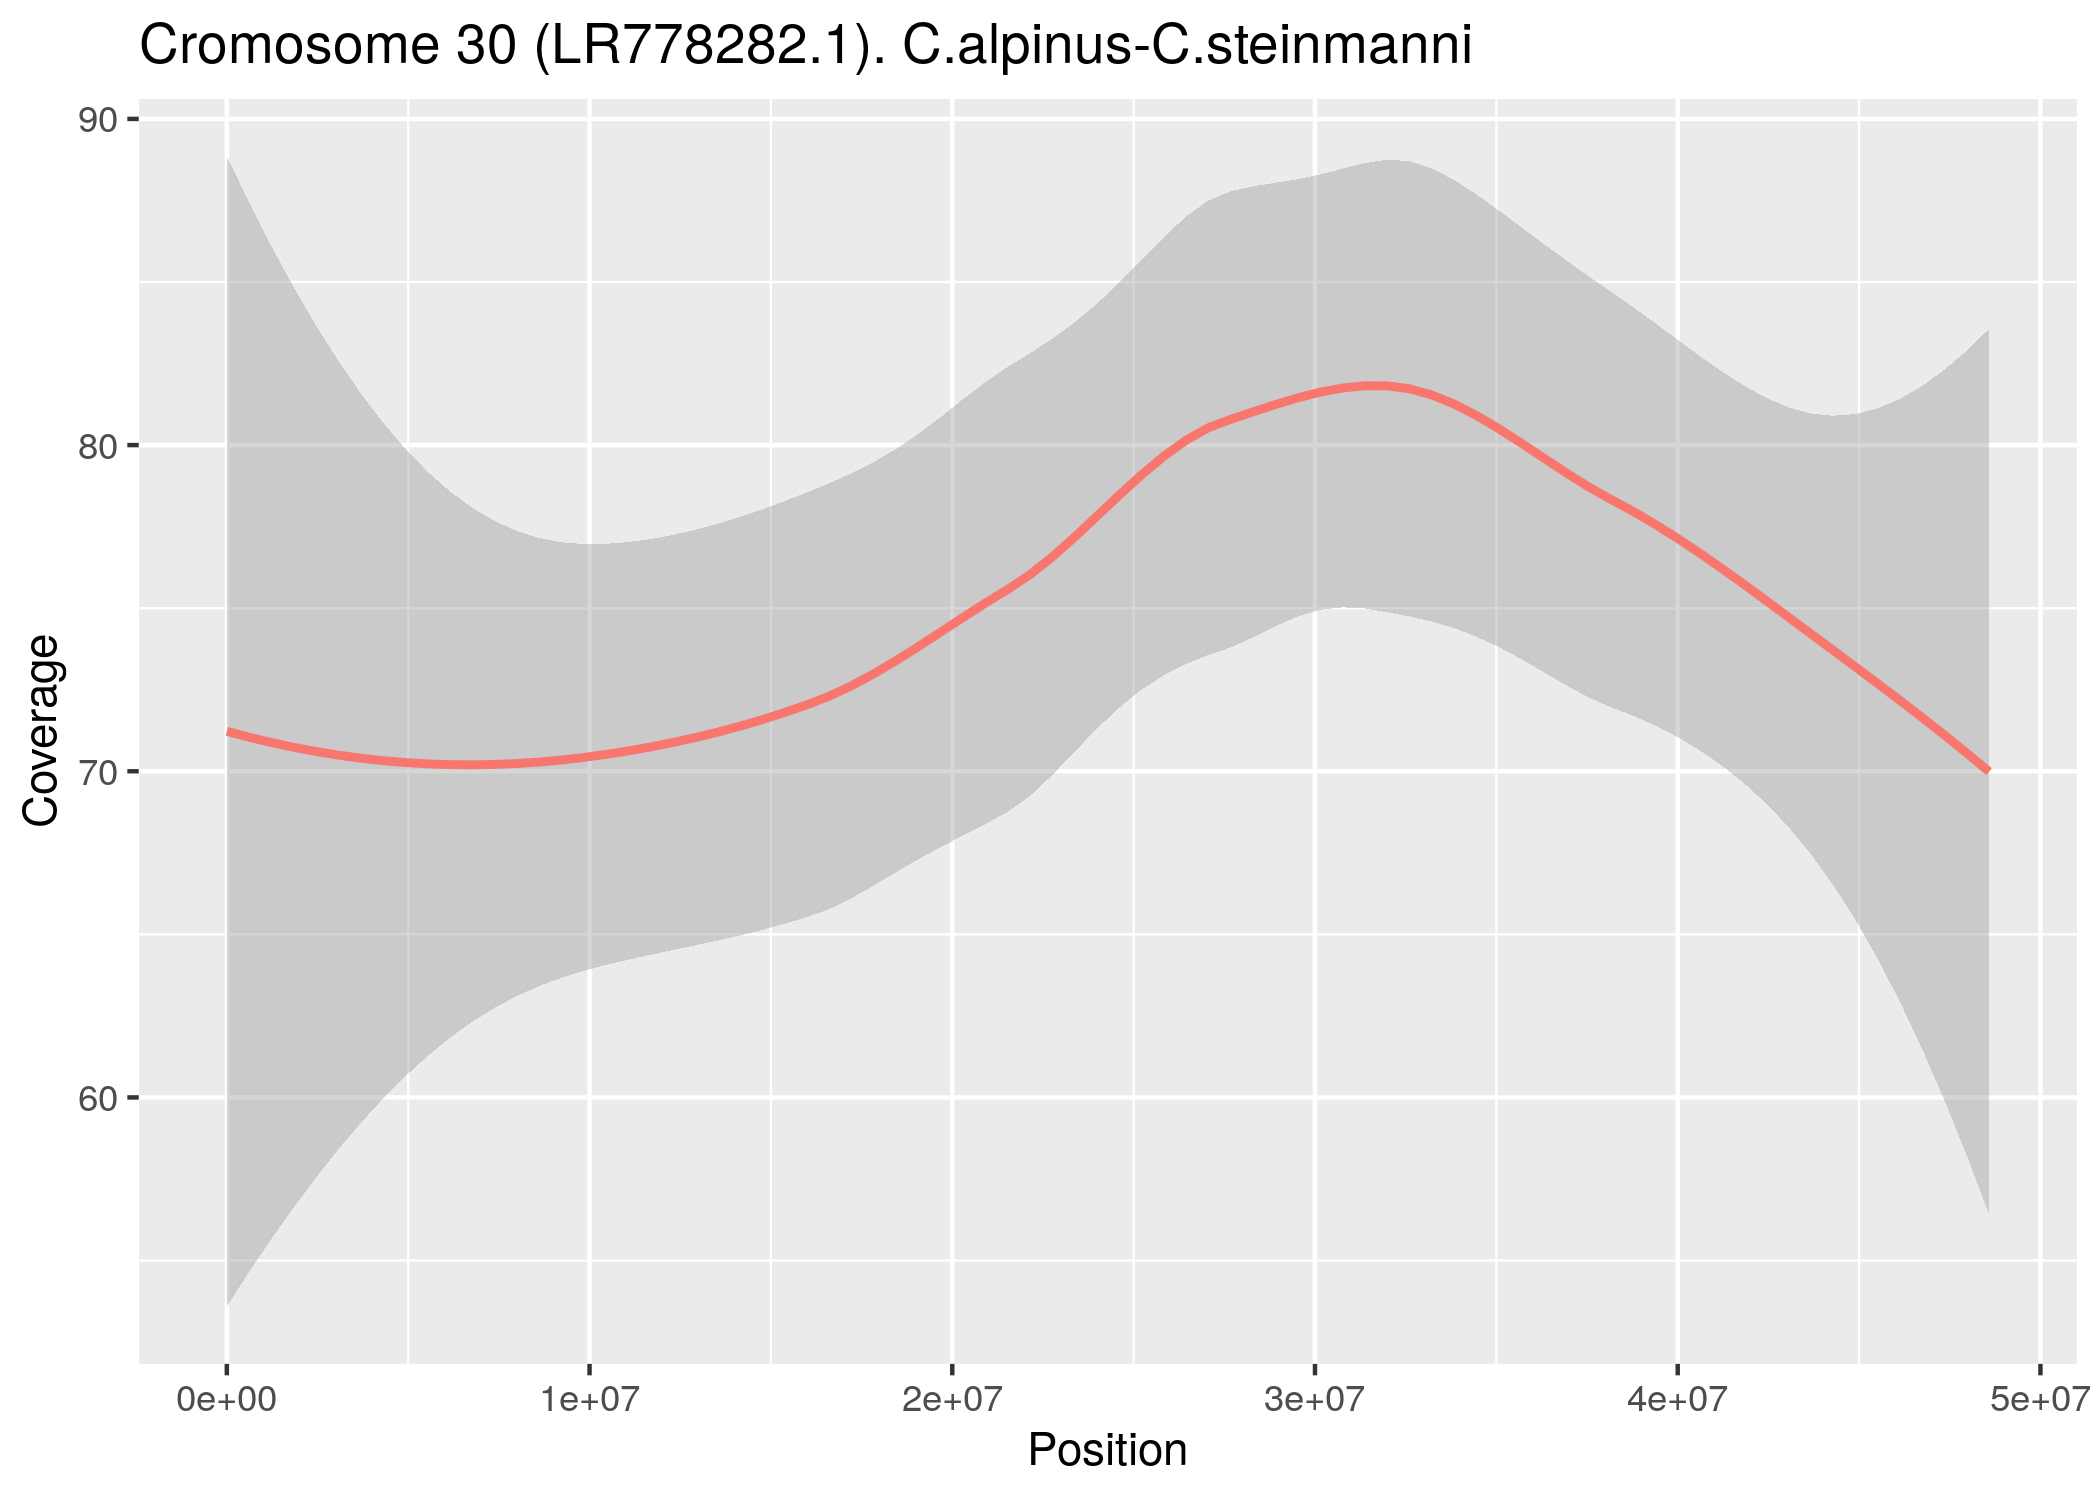 Cromosome 30 (LR778282.1). C.alpinus-C.steinmanni
90
80
70
60
Coverage
0e+00 1e+07 2e+07 3e+07 4e+07 5e+07
Position